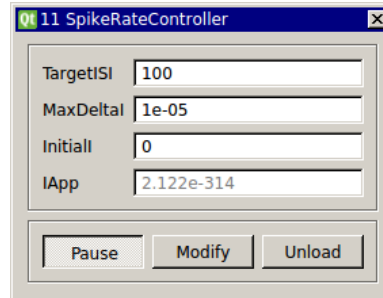 Qt 11 SpikeRateController
TargetISI 100
MaxDeltaI 1e-05
InitialI 0
IApp 2.122e-314
Pause Modify Unload